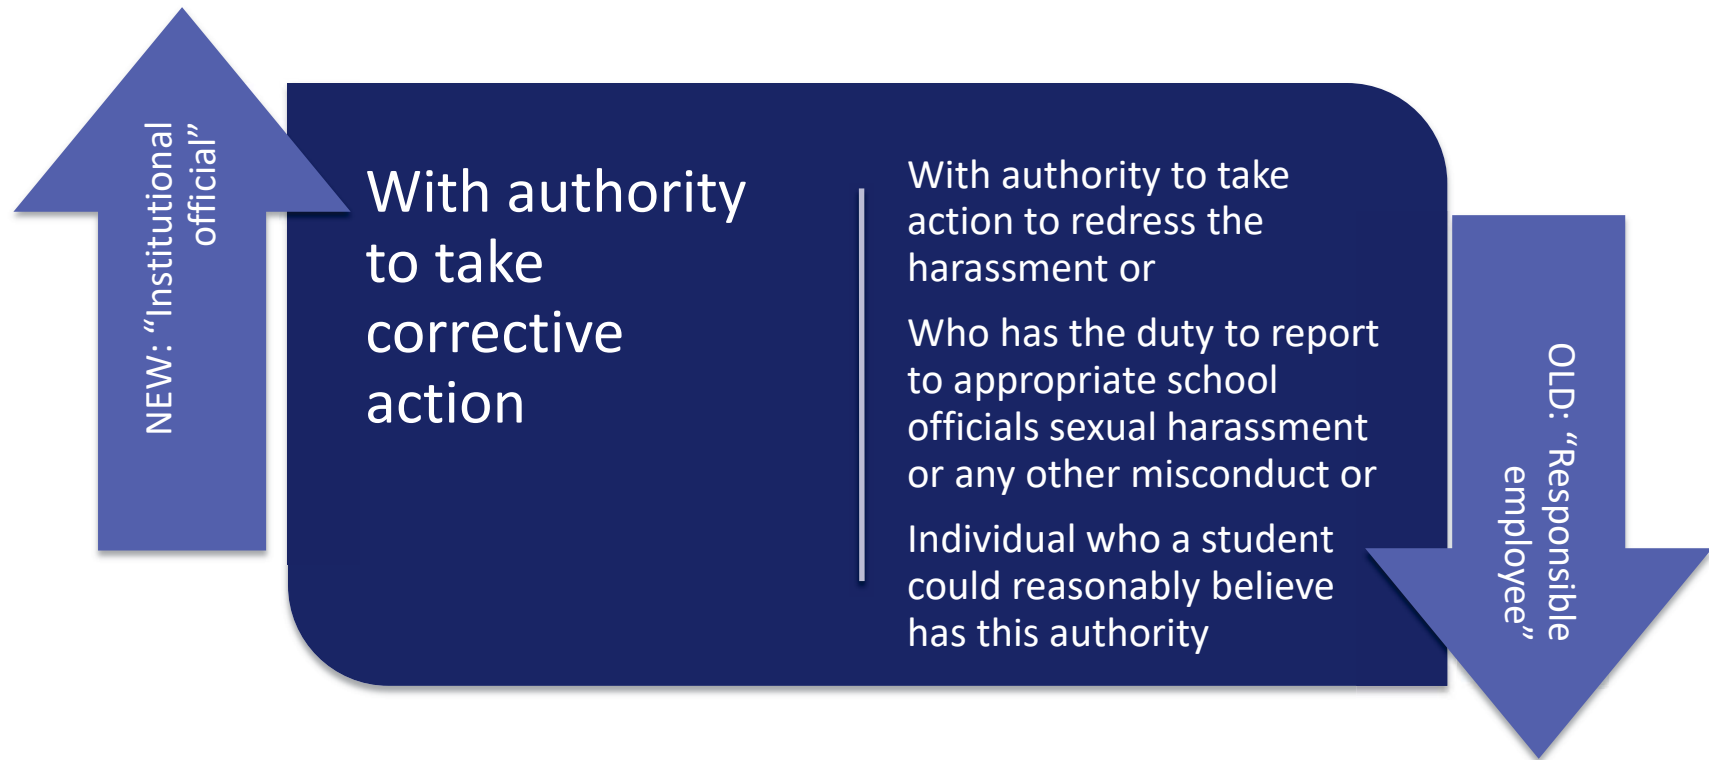 NEW: “Institutional
official”
With authority
to take
corrective
action
With authority to take
action to redress the
harassment or
Who has the duty to report
to appropriate school
officials sexual harassment
or any other misconduct or
Individual who a student
could reasonably believe
has this authority
OLD: “Responsible
employee”